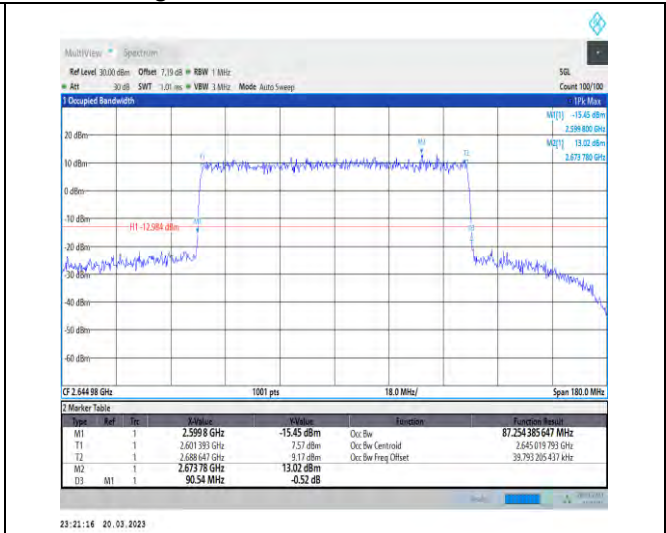 MultiView Spectrum
Ref Level 30.00 dBm Offset 7.19 dB RBW 1 MHz SGL
Att 30 dB SWT 1.01 ms VBW 3 MHz Mode Auto Sweep Count 100/100
1 Occupied Bandwidth 1Pk Max
M1[1] -15.45 dBm
2.599 800 GHz
M2[1] 13.02 dBm
2.673 780 GHz
20 dBm
M2
T1
T2
10 dBm
0 dBm
-10 dBm
M1
H1 -12.984 dBm
D3
-20 dBm
-30 dBm
-40 dBm
-50 dBm
-60 dBm
CF 2.644 98 GHz 1001 pts 18.0 MHz/ Span 180.0 MHz
2 Marker Table
Type Ref Trc X-Value Y-Value Function Function Result
M1 1 2.599 8 GHz -15.45 dBm Occ Bw 87.254 385 647 MHz
T1 1 2.601 393 GHz 7.57 dBm Occ Bw Centroid 2.645 019 793 GHz
T2 1 2.688 647 GHz 9.17 dBm Occ Bw Freq Offset 39.793 205 437 kHz
M2 1 2.673 78 GHz 13.02 dBm
D3 M1 1 90.54 MHz -0.52 dB
23:21:16 20.03.2023